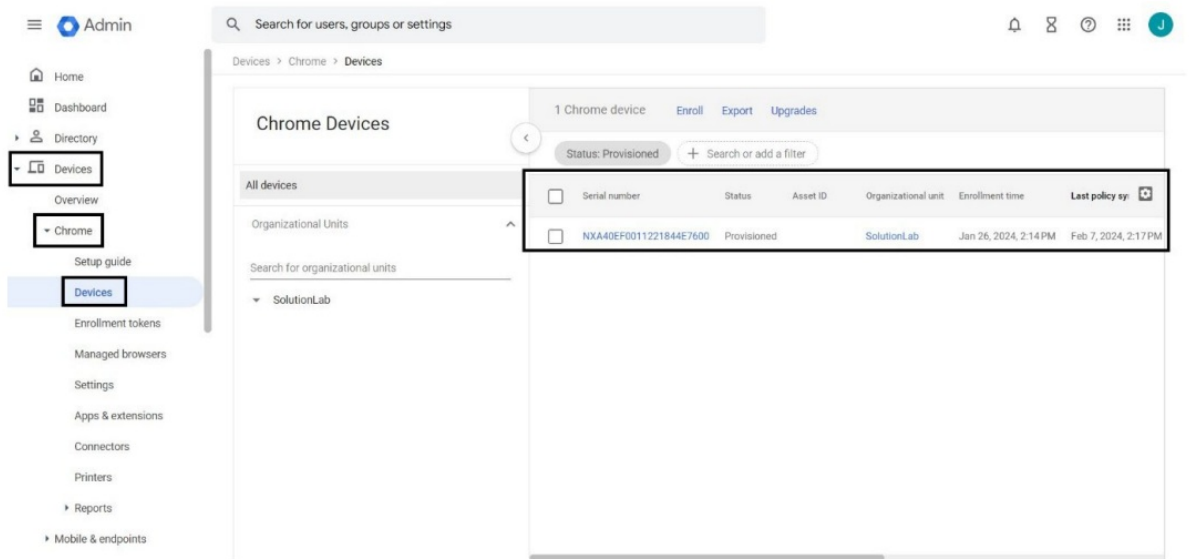 Admin
Search for users, groups or settings
J
Home
Dashboard
Directory
Devices
Overview
Chrome
Setup guide
Devices
Enrollment tokens
Managed browsers
Settings
Apps & extensions
Connectors
Printers
Reports
Mobile & endpoints
Devices > Chrome > Devices
Chrome Devices
All devices
Organizational Units
Search for organizational units
SolutionLab
1 Chrome device Enroll Export Upgrades
Status: Provisioned + Search or add a filter
Serial number Status Asset ID Organizational unit Enrollment time Last policy sy
NXA40EF0011221844E7600 Provisioned SolutionLab Jan 26, 2024, 2:14 PM Feb 7, 2024, 2:17 PM